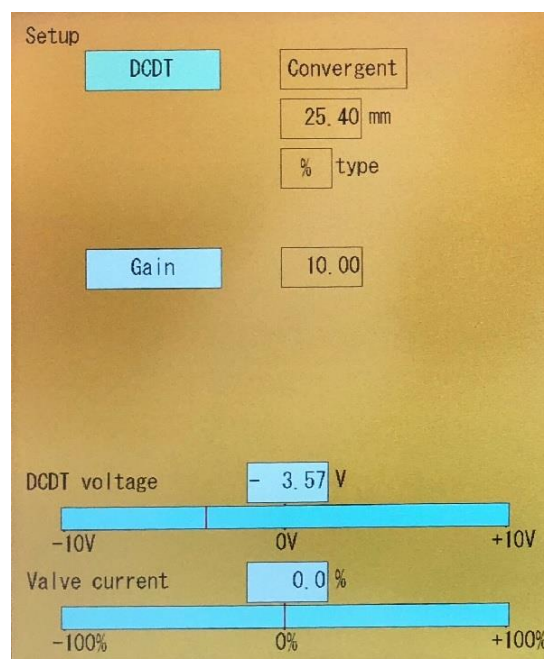 Setup
DCDT Convergent
25.40 mm
% type
Gain 10.00
DCDT voltage - 3.57 V
-10V 0V +10V
Valve current 0.0 %
-100% 0% +100%